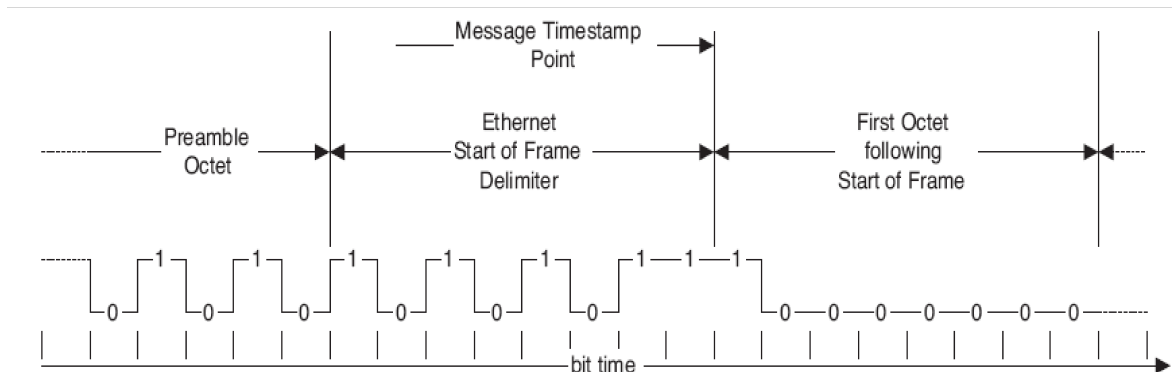 Message Timestamp
Point
Preamble
Octet
Ethernet
Start of Frame
Delimiter
First Octet
following
Start of Frame
0 1 0 1 0 1 0 1 0 1 0 1 1 1 0 0 0 0 0 0 0
bit time